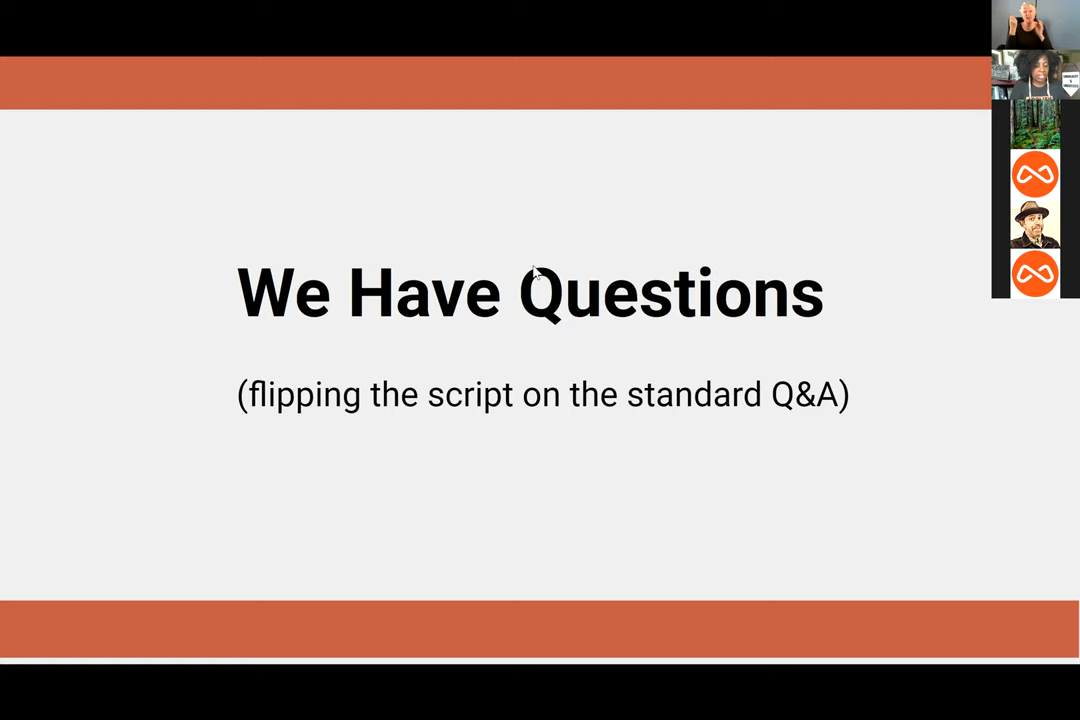 We Have Questions
(flipping the script on the standard Q&A)